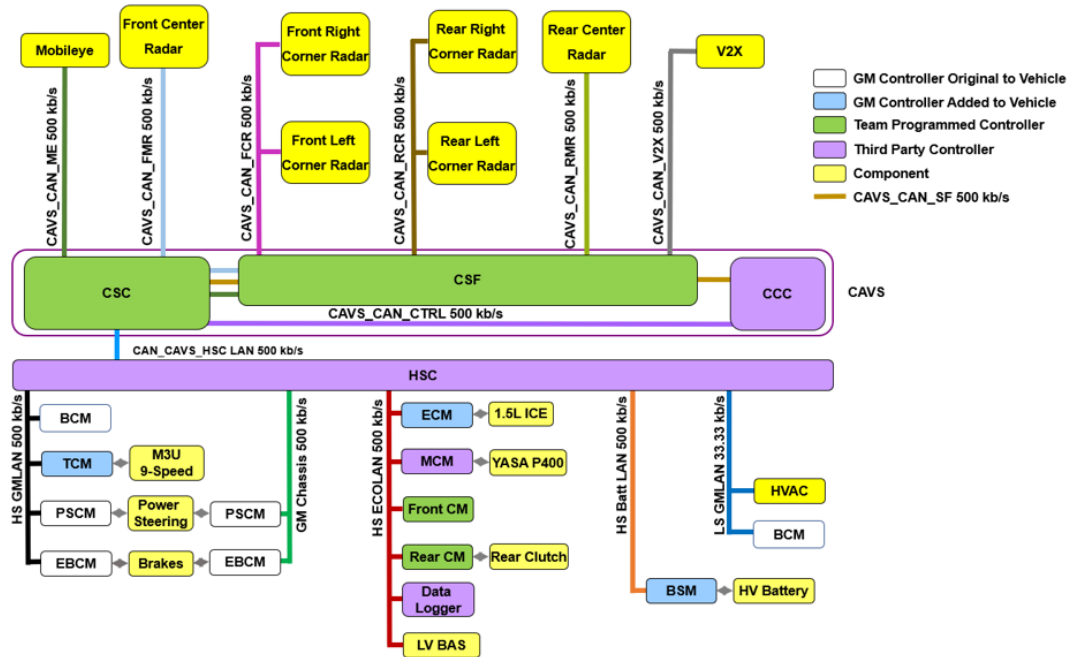 Mobileye
Front Center
Radar
Front Right
Corner Radar
Rear Right
Corner Radar
Rear Center
Radar
V2X
GM Controller Original to Vehicle
GM Controller Added to Vehicle
Team Programmed Controller
Third Party Controller
Component
CAVS_CAN_SF 500 kb/s
CAVS_CAN_ME 500 kb/s
CAVS_CAN_FMR 500 kb/s
CAVS_CAN_FCR 500 kb/s
CAVS_CAN_RCR 500 kb/s
CAVS_CAN_RMR 500 kb/s
CAVS_CAN_V2X 500 kb/s
Front Left
Corner Radar
Rear Left
Corner Radar
CSC
CSF
CCC
CAVS
CAVS_CAN_CTRL 500 kb/s
CAN_CAVS_HSC LAN 500 kb/s
HSC
HS GMLAN 500 kb/s
BCM
TCM
M3U
9-Speed
PSCM
Power
Steering
PSCM
EBCM
Brakes
EBCM
GM Chassis 500 kb/s
HS ECOLAN 500 kb/s
ECM
1.5L ICE
MCM
YASA P400
Front CM
Rear CM
Rear Clutch
Data
Logger
LV BAS
HS Batt LAN 500 kb/s
BSM
HV Battery
LS GMLAN 33.33 kb/s
HVAC
BCM